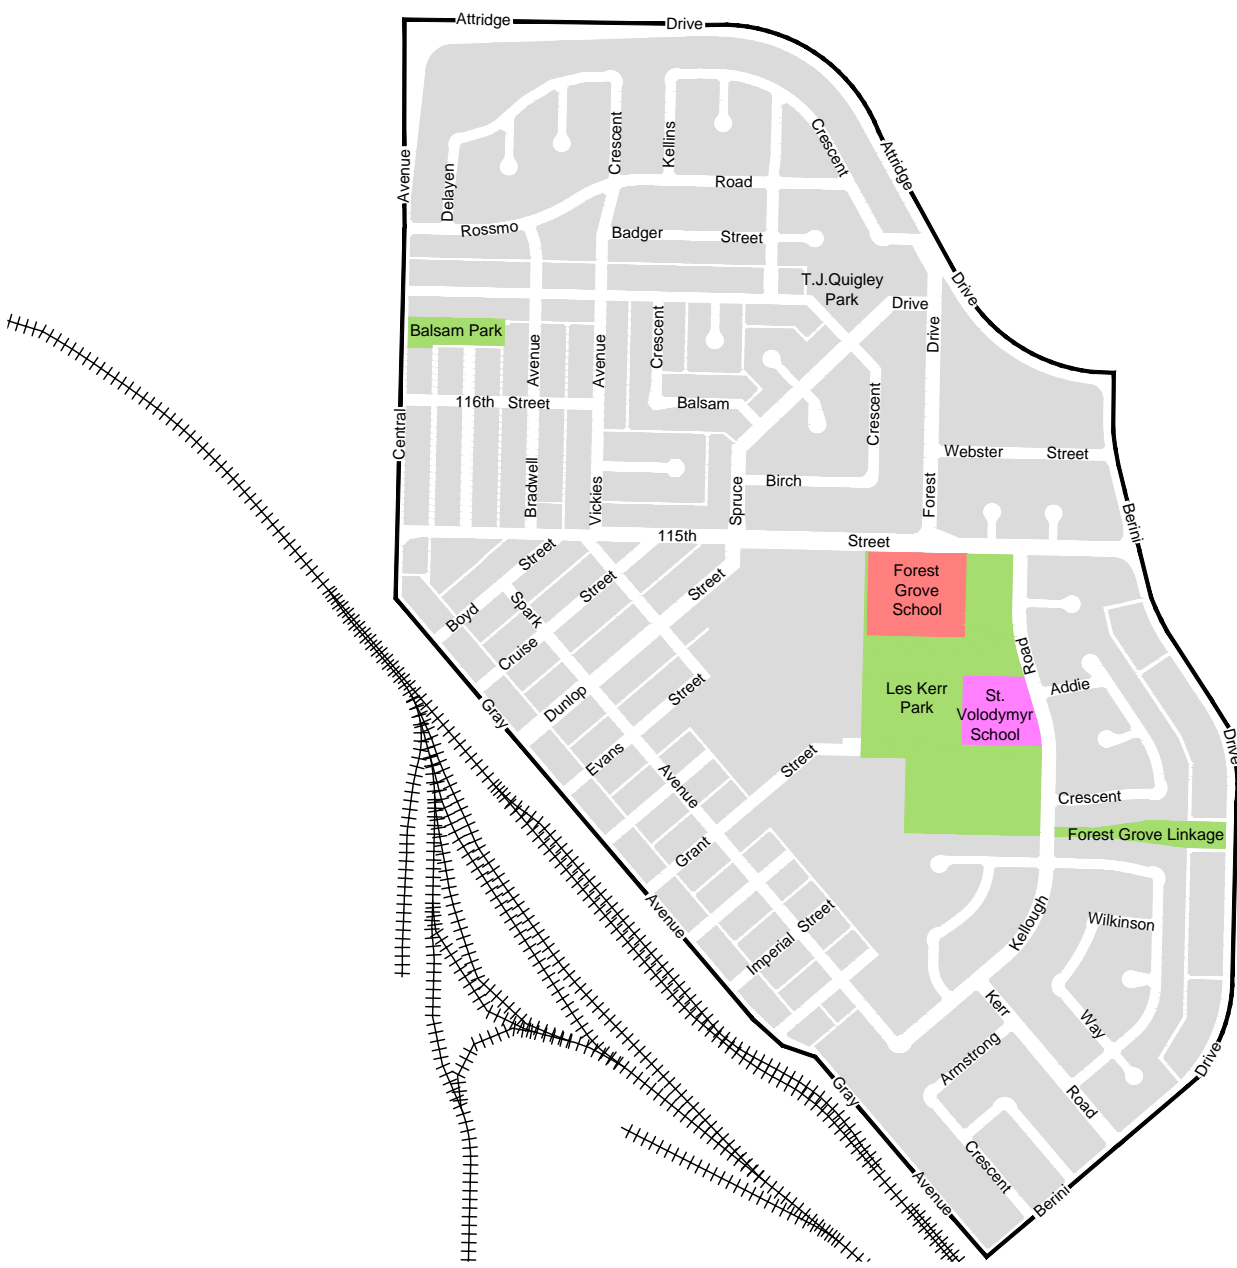 Attridge
Drive
Crescent
Kellins
Crescent
Attridge
Avenue
Delayen
Road
Rossmo
Badger
Street
T.J.Quigley
Park
Drive
Drive
Drive
Balsam Park
Avenue
Avenue
Crescent
Crescent
116th
Street
Balsam
Central
Webster
Street
Bradwell
Vickies
Spruce
Birch
Forest
Berini
115th
Street
Street
Boyd
Spark
Street
Cruise
Street
Forest
Grove
School
Road
Addie
Gray
Dunlop
Street
Les Kerr
Park
St.
Volodymyr
School
Drive
Evans
Avenue
Street
Crescent
Forest Grove Linkage
Grant
Avenue
Imperial
Street
Kellough
Wilkinson
Kerr
Way
Armstrong
Drive
Gray
Road
Crescent
Avenue
Berini